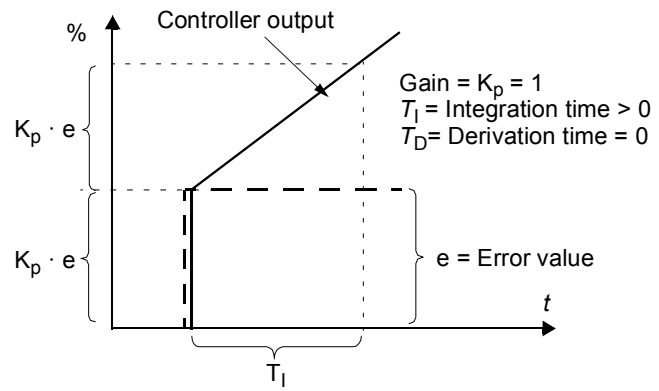 Controller output
%
Gain = Kp = 1
TI = Integration time > 0
TD= Derivation time = 0
Kp · e
Kp · e
e = Error value
t
TI